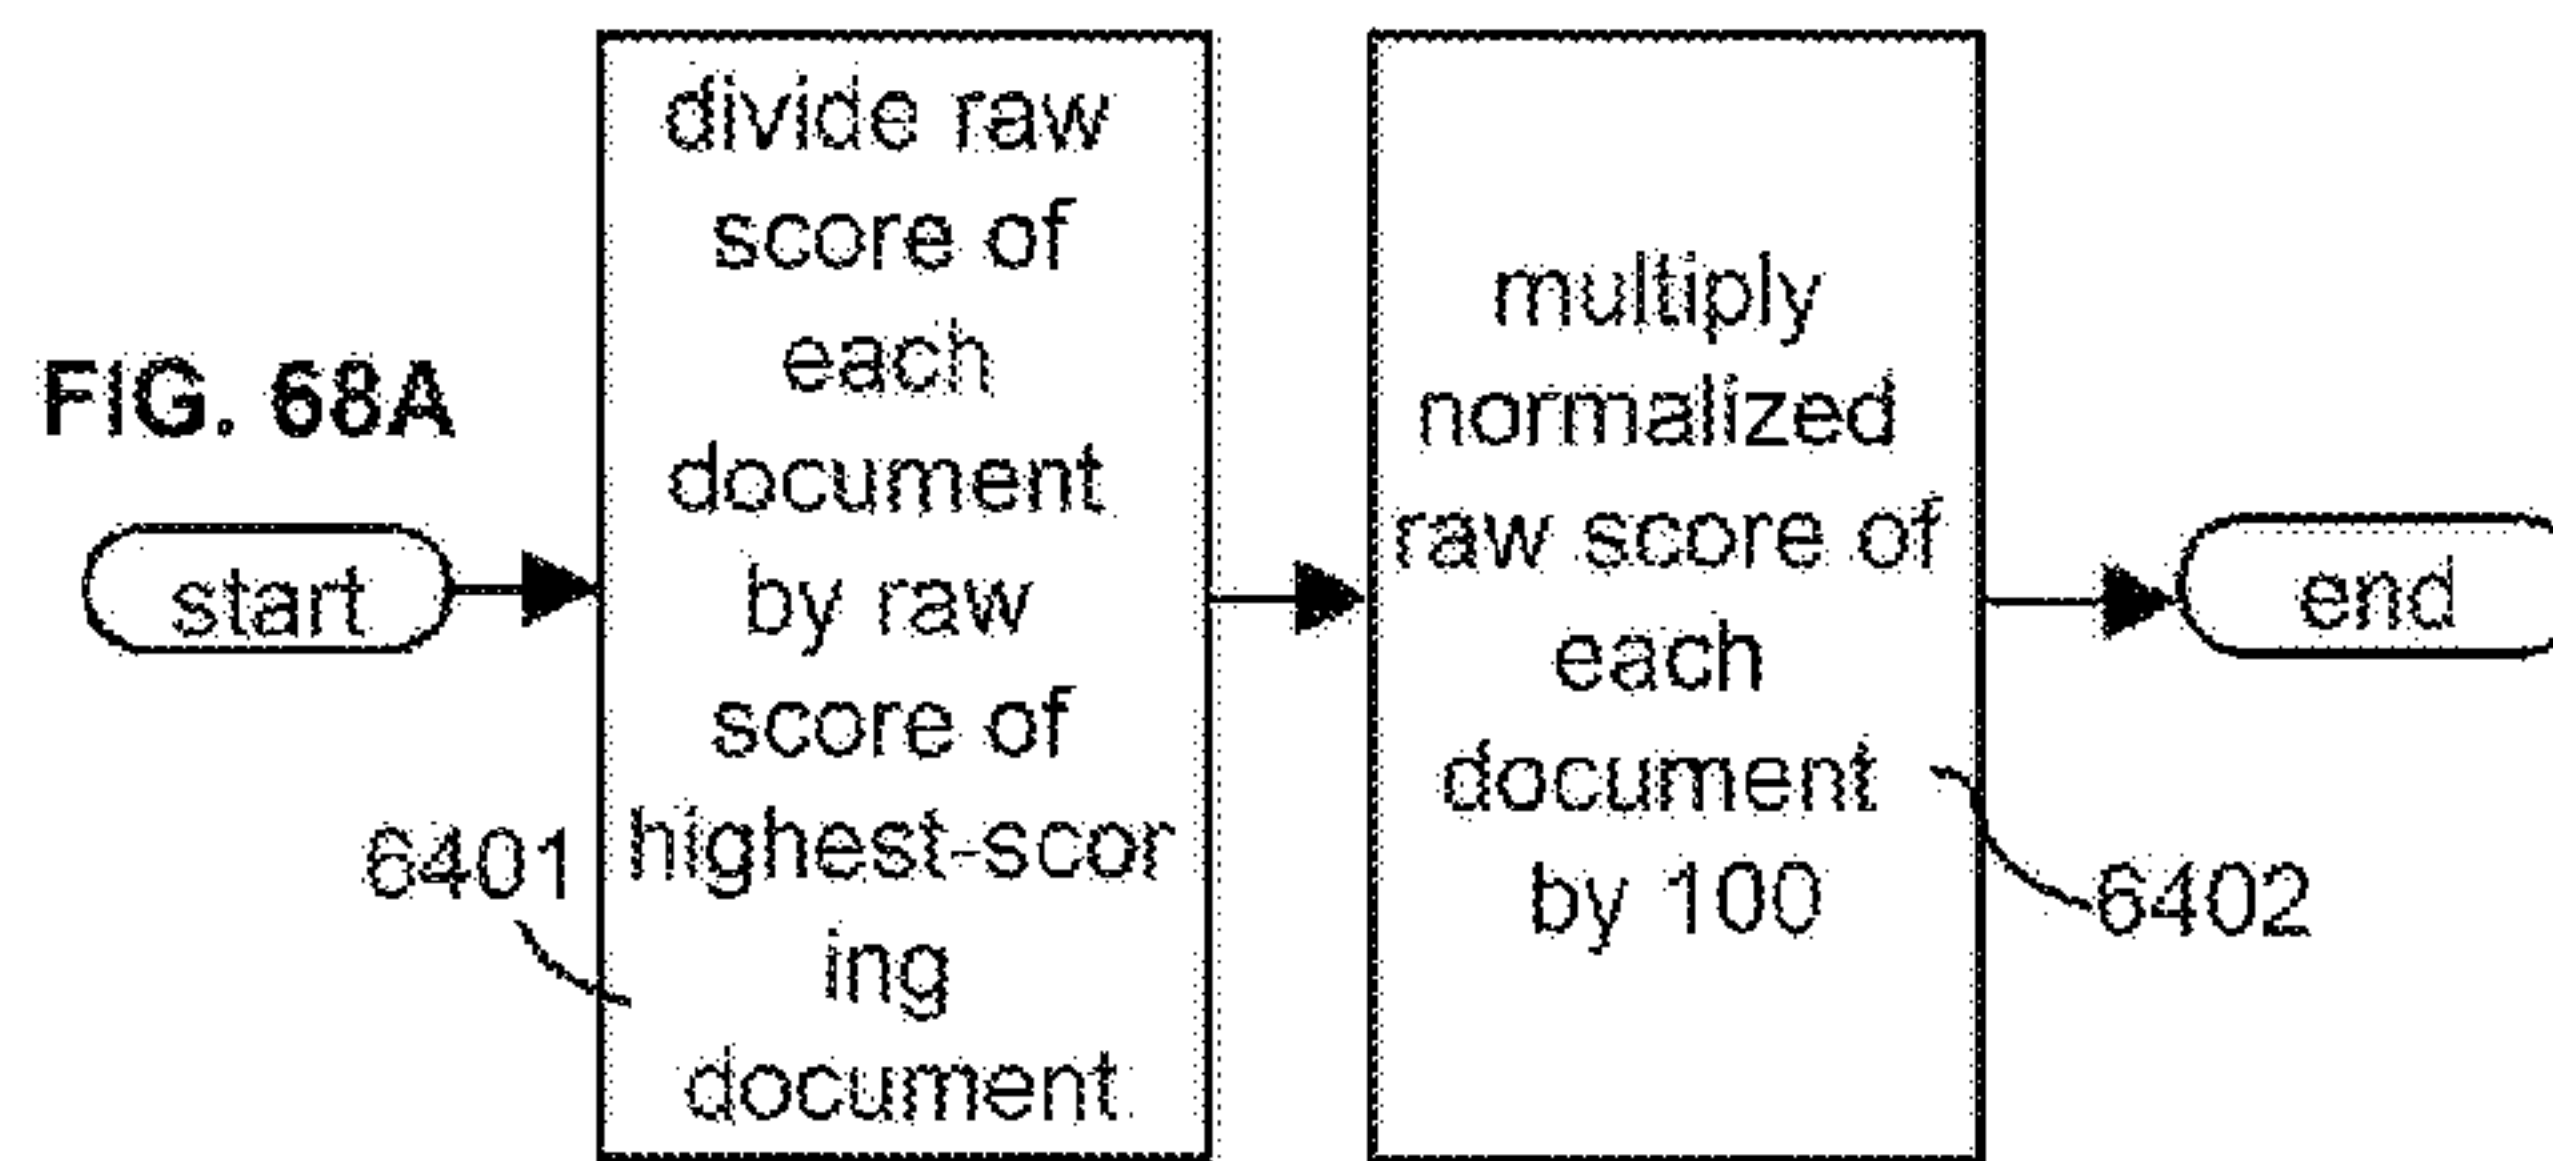 FIG. 68A
start
divide raw
score of
each
document
by raw
score of
highest-scor
ing
document
6401
multiply
normalized
raw score of
each
document
by 100
6402
end